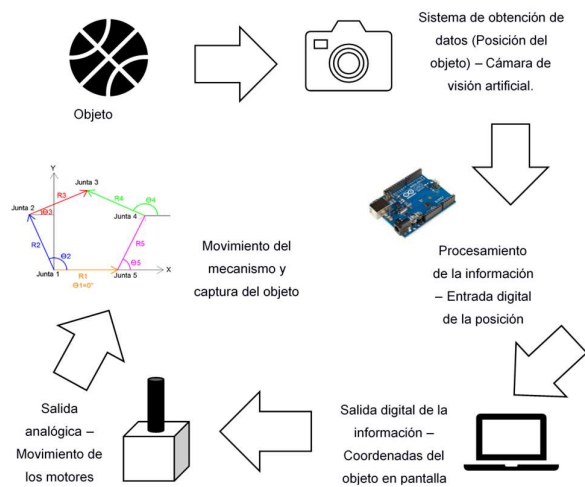 Objeto
Sistema de obtención de
datos (Posición del
objeto) – Cámara de
visión artificial.
Procesamiento
de la información
– Entrada digital
de la posición
Salida digital de la
información –
Coordenadas del
objeto en pantalla
Salida
analógica –
Movimiento de
los motores
Movimiento del
mecanismo y
captura del objeto
Y
Junta 3
R3
R4
Θ4
Junta 2
Θ3
Junta 4
R2
R5
Θ2
Θ5
X
Junta 1
R1
Junta 5
Θ1=0°